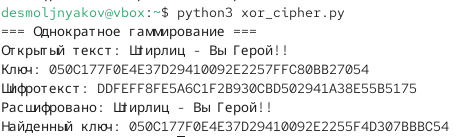 desmoljnyakov@vbox:~$ python3 xor_cipher.py
=== Однократное гаммирование ===
Открытый текст: Штирлиц - Вы Герой!!
Ключ: 050C177F0E4E37D29410092E2257FFC80BB27054
Шифротекст: DDFEFF8FE5A6C1F2B930CBD502941A38E55B5175
Расшифровано: Штирлиц - Вы Герой!!
Найденный ключ: 050C177F0E4E37D29410092E2255F4D307BBBC54